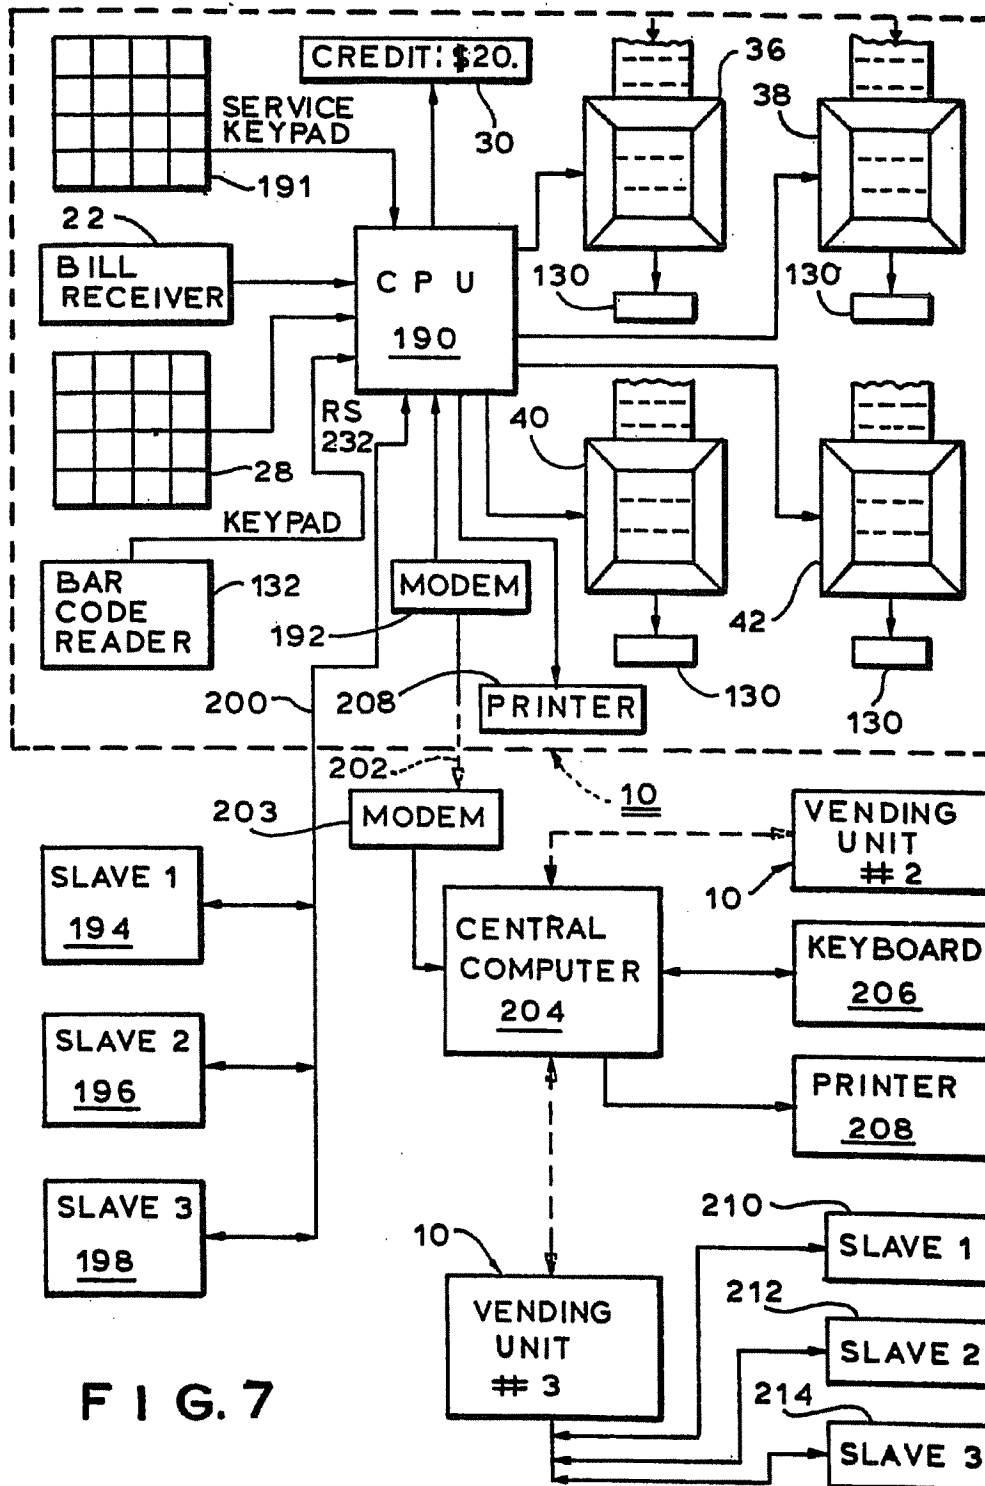 CREDIT: $20.
30
36
38
SERVICE
KEYPAD
191
22
BILL
RECEIVER
CPU
190
130
130
RS
232
28
KEYPAD
40
42
BAR
CODE
READER
132
MODEM
192
130
130
200
208
PRINTER
202
10
203
MODEM
VENDING
UNIT
# 2
10
SLAVE 1
194
CENTRAL
COMPUTER
204
KEYBOARD
206
SLAVE 2
196
PRINTER
208
SLAVE 3
198
10
VENDING
UNIT
# 3
210
SLAVE 1
212
SLAVE 2
214
SLAVE 3
FIG. 7